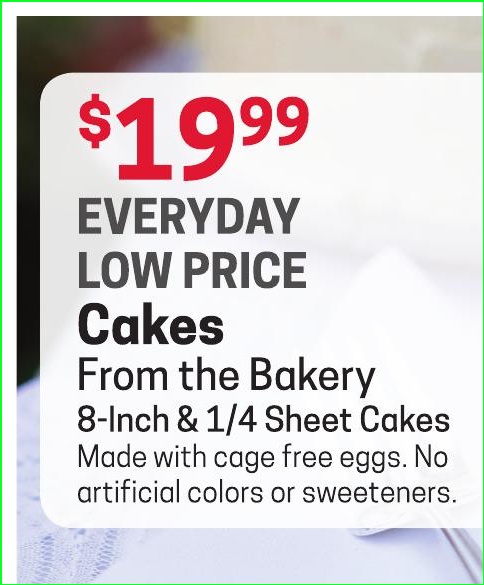 $19.99
EVERYDAY
LOW PRICE
Cakes
From the Bakery
8-Inch & 1/4 Sheet Cakes
Made with cage free eggs. No
artificial colors or sweeteners.